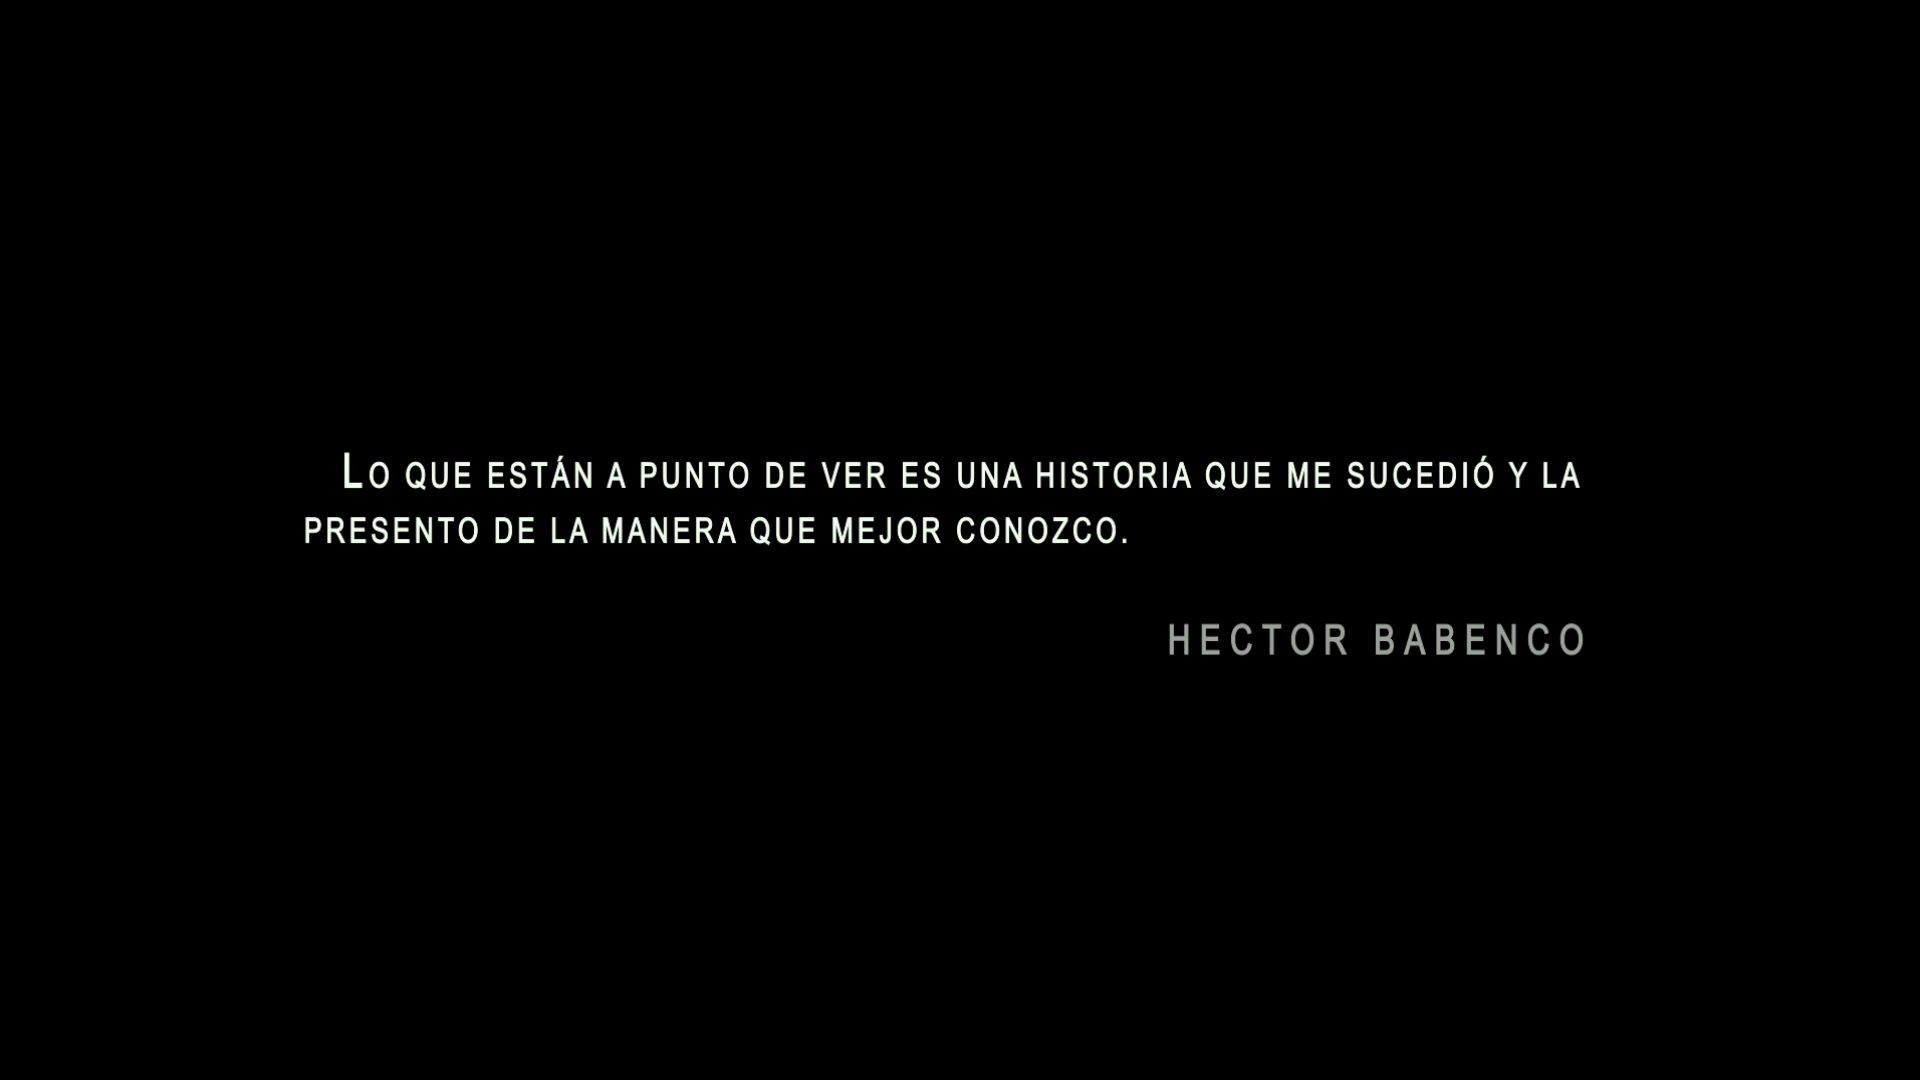 LO QUE ESTÁN A PUNTO DE VER ES UNA HISTORIA QUE ME SUCEDIÓ Y LA
PRESENTO DE LA MANERA QUE MEJOR CONOZCO.
HECTOR BABENCO